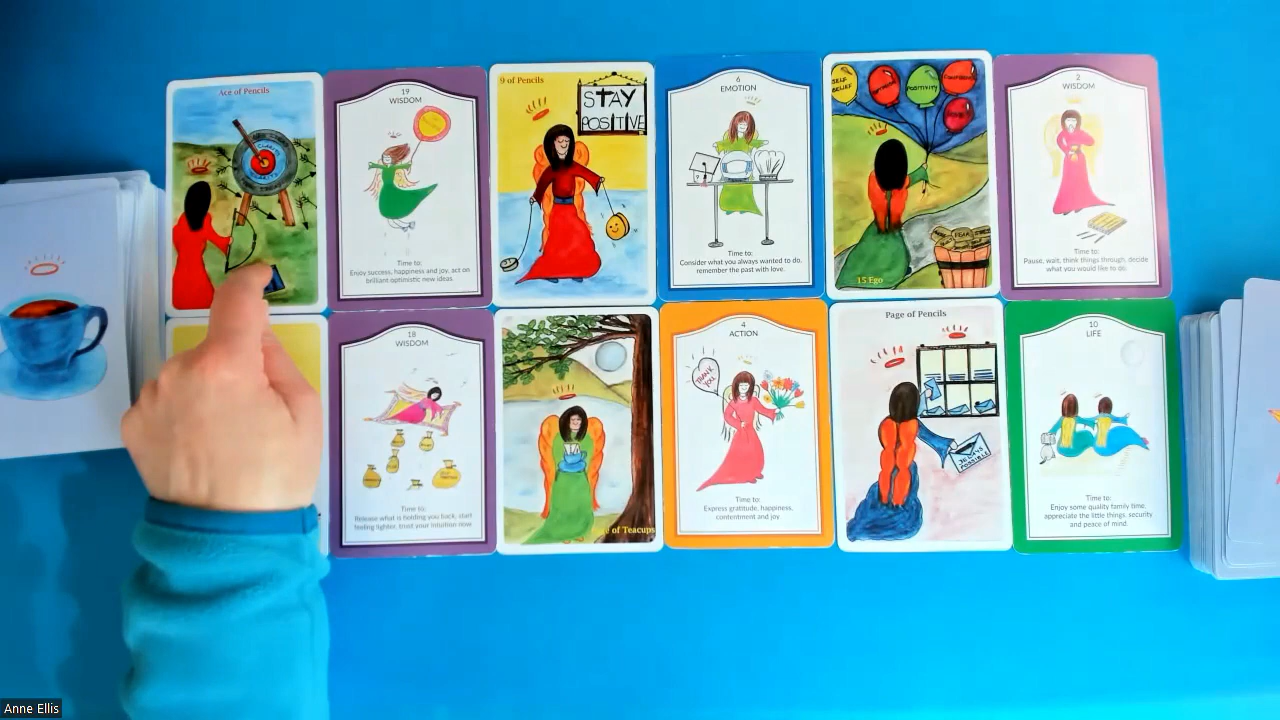 Ace of Pencils
CLARITY
19
WISDOM
Time to:
Enjoy success, happiness and joy, act on
brilliant optimistic new ideas.
9 of Pencils
STAY
POSITIVE
6
EMOTION
Time to:
Consider what you always wanted to do,
remember the past with love.
SELF
BELIEF
POSITIVITY
FEAR
15 Ego
2
WISDOM
Time to:
Pause, wait, think things through, decide
what you would like to do.
18
WISDOM
Time to:
Release what is holding you back, start
feeling lighter, trust your intuition now.
of Teacups
4
ACTION
THANK
YOU
Time to:
Express gratitude, happiness,
contentment and joy
Page of Pencils
POSSIBLE
10
LIFE
Time to:
Enjoy some quality family time,
appreciate the little things, security
and peace of mind.
Anne Ellis